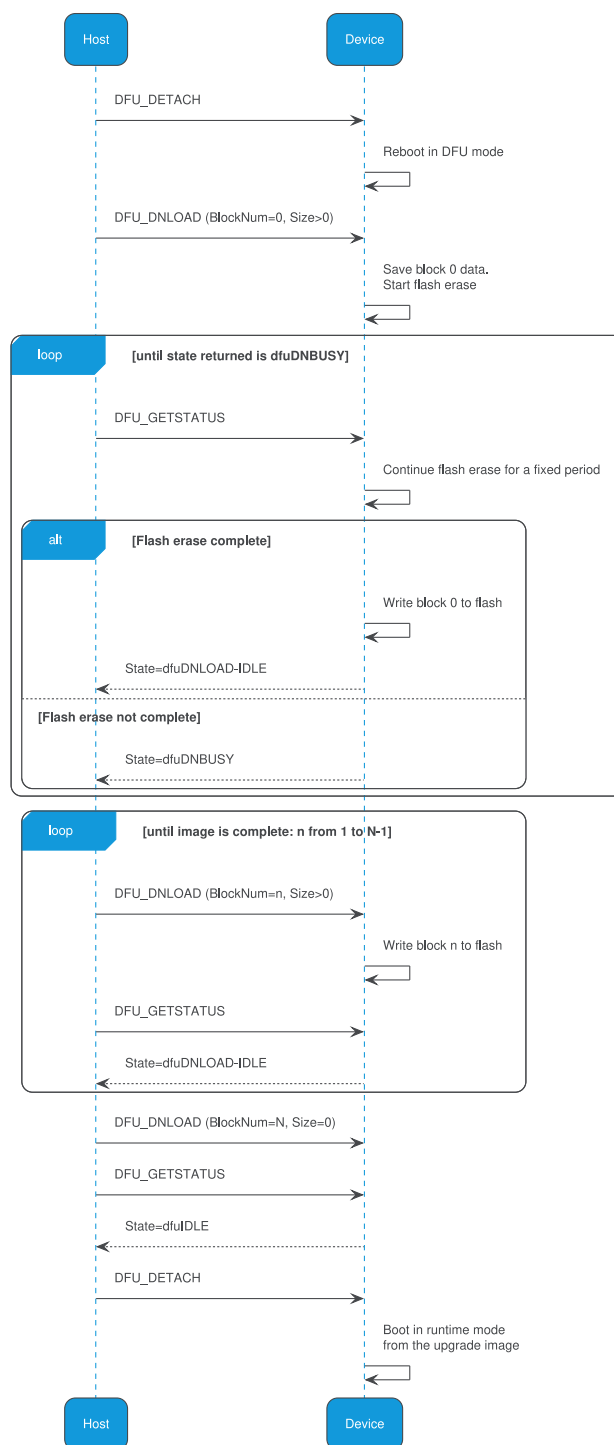 Host
Device
DFU_DETACH
Reboot in DFU mode
DFU_DNLOAD (BlockNum=0, Size>0)
Save block 0 data.
Start flash erase
loop
[until state returned is dfuDNBUSY]
DFU_GETSTATUS
Continue flash erase for a fixed period
alt
[Flash erase complete]
Write block 0 to flash
State=dfuDNLOAD-IDLE
[Flash erase not complete]
State=dfuDNBUSY
loop
[until image is complete: n from 1 to N-1]
DFU_DNLOAD (BlockNum=n, Size>0)
Write block n to flash
DFU_GETSTATUS
State=dfuDNLOAD-IDLE
DFU_DNLOAD (BlockNum=N, Size=0)
DFU_GETSTATUS
State=dfuIDLE
DFU_DETACH
Boot in runtime mode
from the upgrade image
Host
Device